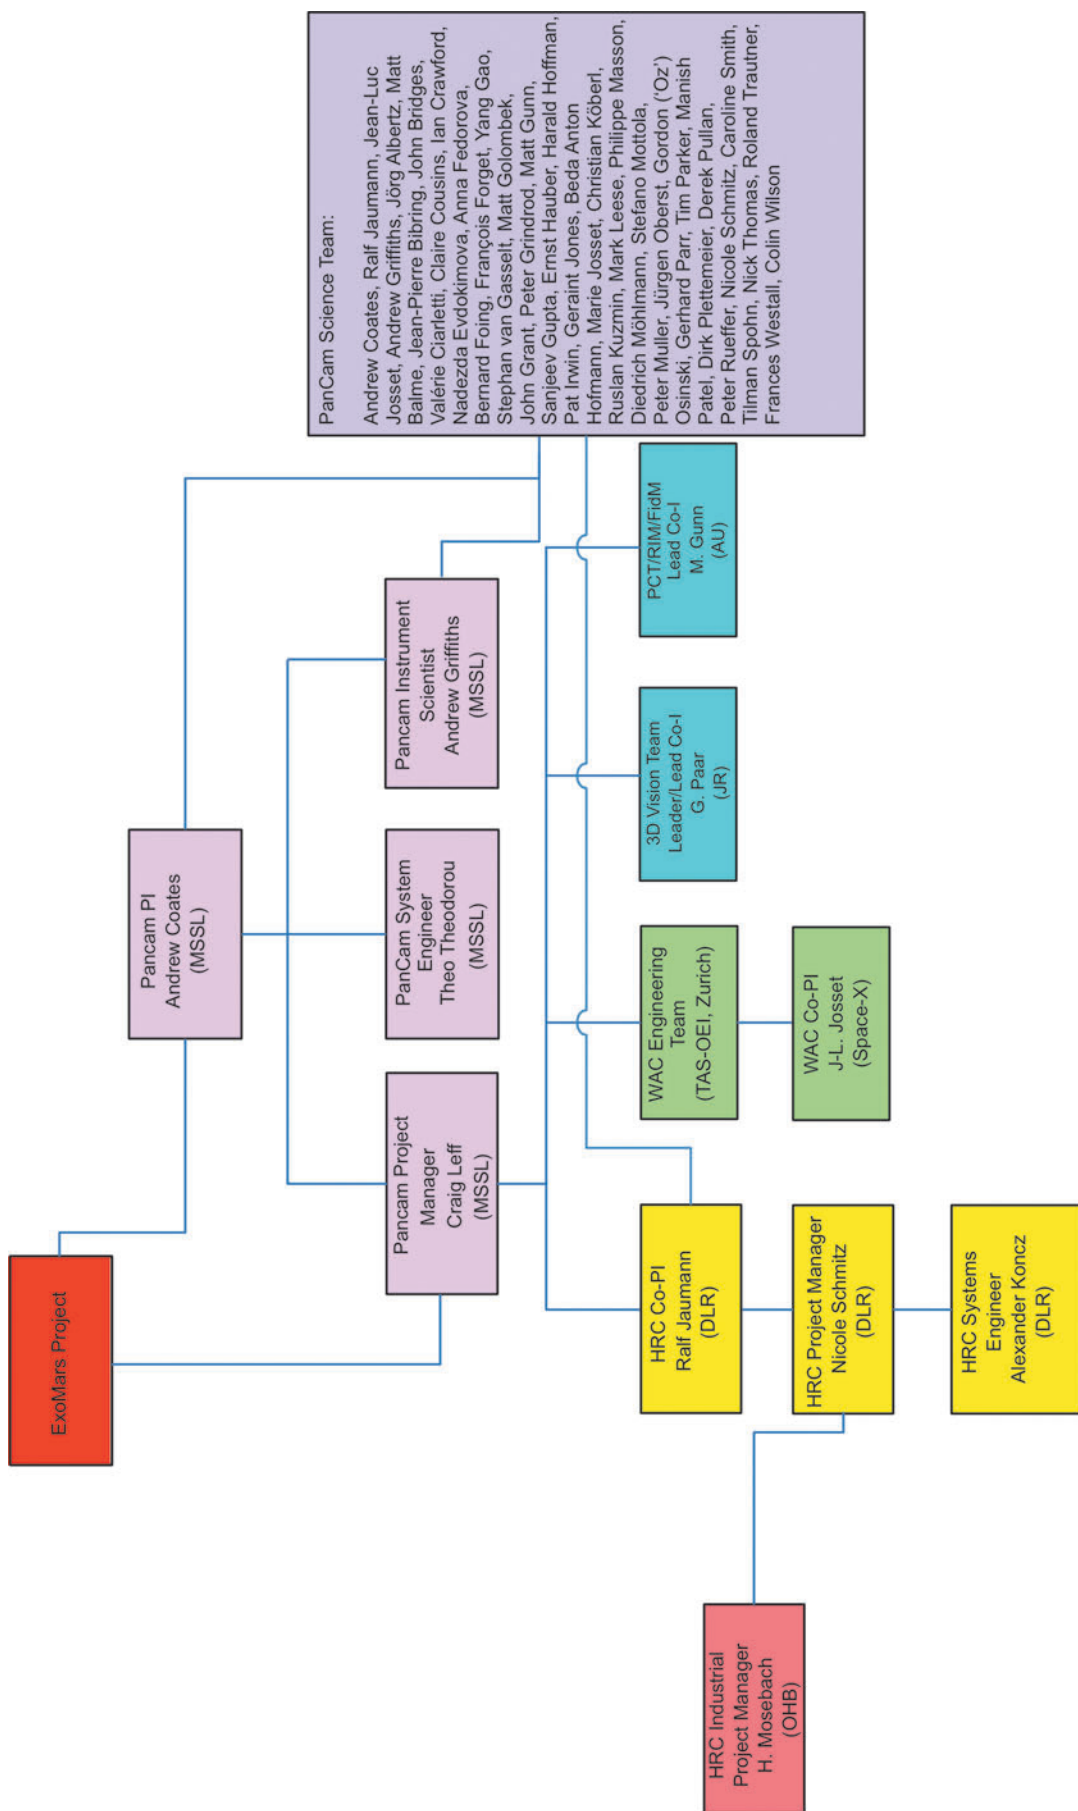 ExoMars Project
Pancam PI
Andrew Coates
(MSSL)
Pancam Project
Manager
Craig Leff
(MSSL)
PanCam System
Engineer
Theo Theodorou
(MSSL)
Pancam Instrument
Scientist
Andrew Griffiths
(MSSL)
PanCam Science Team:
Andrew Coates, Ralf Jaumann, Jean-Luc
Josset, Andrew Griffiths, Jörg Albertz, Matt
Balme, Jean-Pierre Bibring, John Bridges,
Valérie Ciarletti, Claire Cousins, Ian Crawford,
Nadezda Evdokimova, Anna Fedorova,
Bernard Foing, François Forget, Yang Gao,
Stephan van Gasselt, Matt Golombek,
John Grant, Peter Grindrod, Matt Gunn,
Sanjeev Gupta, Ernst Hauber, Harald Hoffman,
Pat Irwin, Geraint Jones, Beda Anton
Hofmann, Marie Josset, Christian Köberl,
Ruslan Kuzmin, Mark Leese, Philippe Masson,
Diedrich Möhlmann, Stefano Mottola,
Peter Muller, Jürgen Oberst, Gordon (‘Oz’)
Osinski, Gerhard Parr, Tim Parker, Manish
Patel, Dirk Plettemeier, Derek Pullan,
Peter Rueffer, Nicole Schmitz, Caroline Smith,
Tilman Spohn, Nick Thomas, Roland Trautner,
Frances Westall, Colin Wilson
HRC Co-PI
Ralf Jaumann
(DLR)
WAC Engineering
Team
(TAS-OEI, Zurich)
3D Vision Team
Leader/Lead Co-I
G. Paar
(JR)
PCT/RIM/FidM
Lead Co-I
M. Gunn
(AU)
HRC Industrial
Project Manager
H. Mosebach
(OHB)
HRC Project Manager
Nicole Schmitz
(DLR)
WAC Co-PI
J-L. Josset
(Space-X)
HRC Systems
Engineer
Alexander Koncz
(DLR)